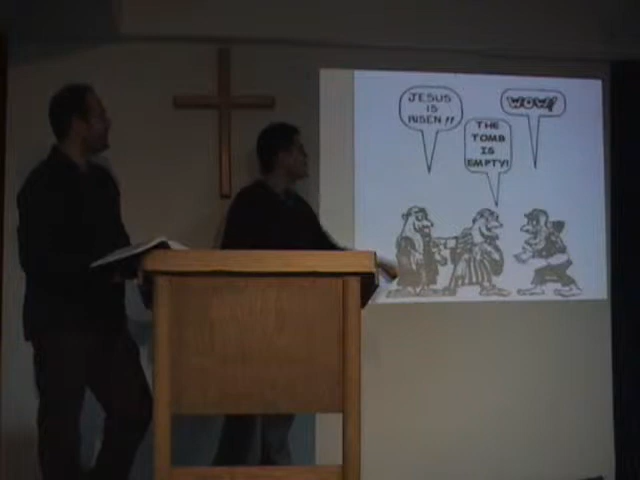 JESUS
IS
RISEN!!
THE
TOMB
IS
EMPTY!
WOW!